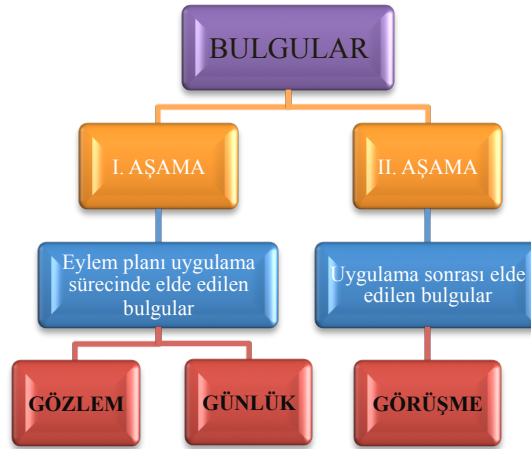 BULGULAR
I. AŞAMA
II. AŞAMA
Eylem planı uygulama
sürecinde elde edilen
bulgular
Uygulama sonrası elde
edilen bulgular
GÖZLEM
GÜNLÜK
GÖRÜŞME